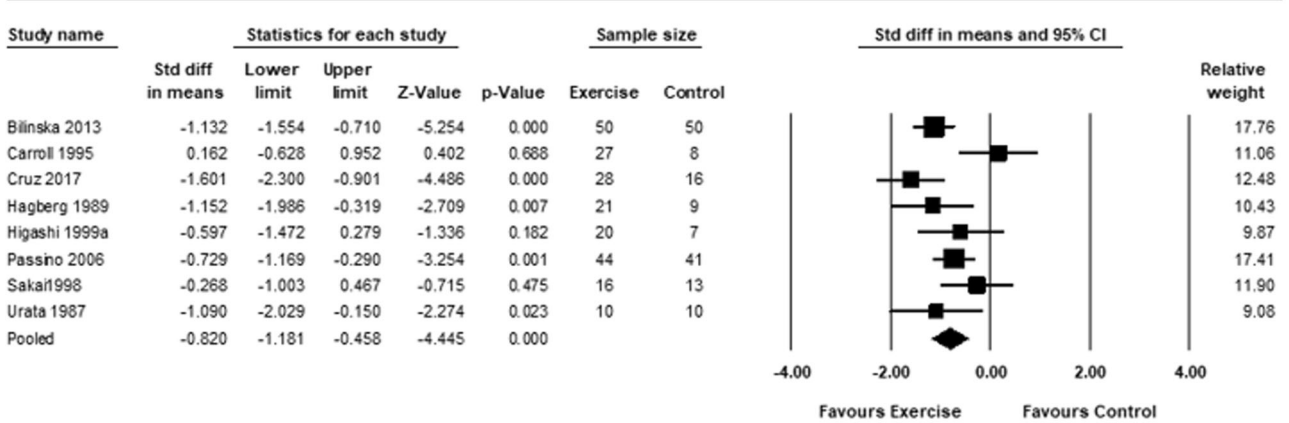 Study name Statistics for each study Sample size Std diff in means and 95% CI
Std diff in means Lower limit Upper limit Z-Value p-Value Exercise Control Relative weight
Bilinska 2013 -1.132 -1.554 -0.710 -5.254 0.000 50 50 17.76
Carroll 1995 0.162 -0.628 0.952 0.402 0.688 27 8 11.06
Cruz 2017 -1.601 -2.300 -0.901 -4.486 0.000 28 16 12.48
Hagberg 1989 -1.152 -1.986 -0.319 -2.709 0.007 21 9 10.43
Higashi 1999a -0.597 -1.472 0.279 -1.336 0.182 20 7 9.87
Passino 2006 -0.729 -1.169 -0.290 -3.254 0.001 44 41 17.41
Sakai1998 -0.268 -1.003 0.467 -0.715 0.475 16 13 11.90
Urata 1987 -1.090 -2.029 -0.150 -2.274 0.023 10 10 9.08
Pooled -0.820 -1.181 -0.458 -4.445 0.000
-4.00 -2.00 0.00 2.00 4.00
Favours Exercise Favours Control